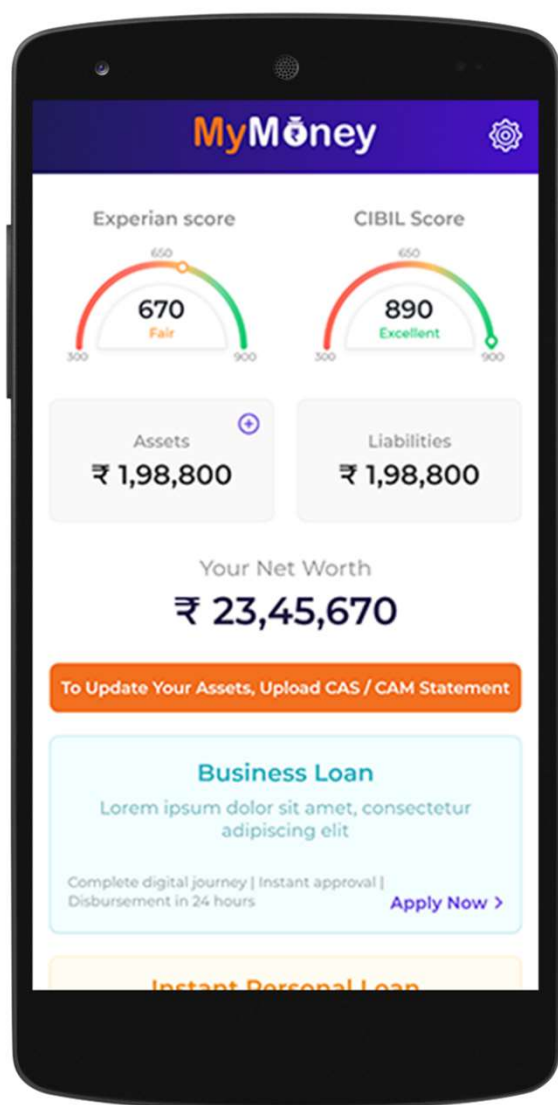 MyMoney
Experian score
CIBIL Score
650
650
670
Fair
890
Excellent
300
900
300
900
Assets
₹ 1,98,800
Liabilities
₹ 1,98,800
Your Net Worth
₹ 23,45,670
To Update Your Assets, Upload CAS / CAM Statement
Business Loan
Lorem ipsum dolor sit amet, consectetur
adipiscing elit
Complete digital journey | Instant approval |
Disbursement in 24 hours
Apply Now >
Instant Personal Loan